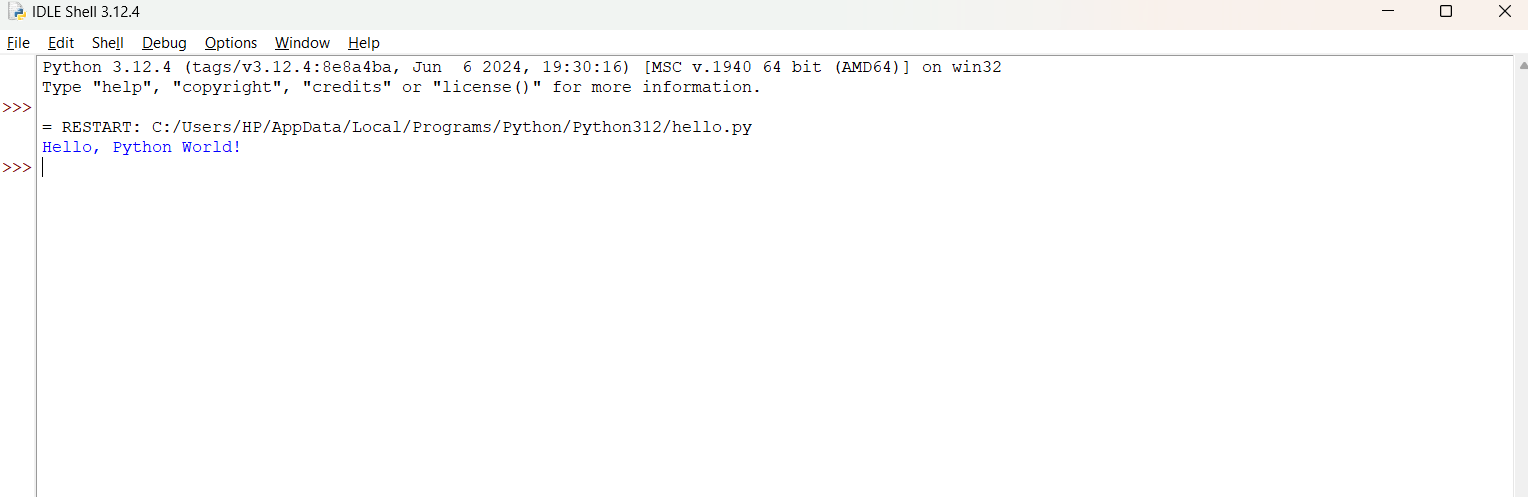 IDLE Shell 3.12.4
File Edit Shell Debug Options Window Help
Python 3.12.4 (tags/v3.12.4:8e8a4ba, Jun  6 2024, 19:30:16) [MSC v.1940 64 bit (AMD64)] on win32
Type "help", "copyright", "credits" or "license()" for more information.
>>>
= RESTART: C:/Users/HP/AppData/Local/Programs/Python/Python312/hello.py
Hello, Python World!
>>>